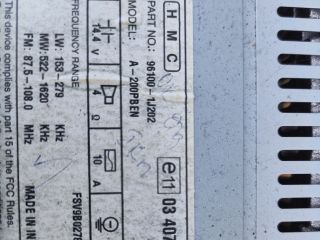 HMC
PART NO.: 96100-1J202
MODEL: A-200PBEN
14.4 V
4 Ω
10 A
FREQUENCY RANGE
LW: 153-279 KHz
MW: 522-1620 KHz
FM: 87.5-108.0 MHz
This device complies with part 15 of the FCC Rules.
e11 03 407
F8V9B0278
MADE IN